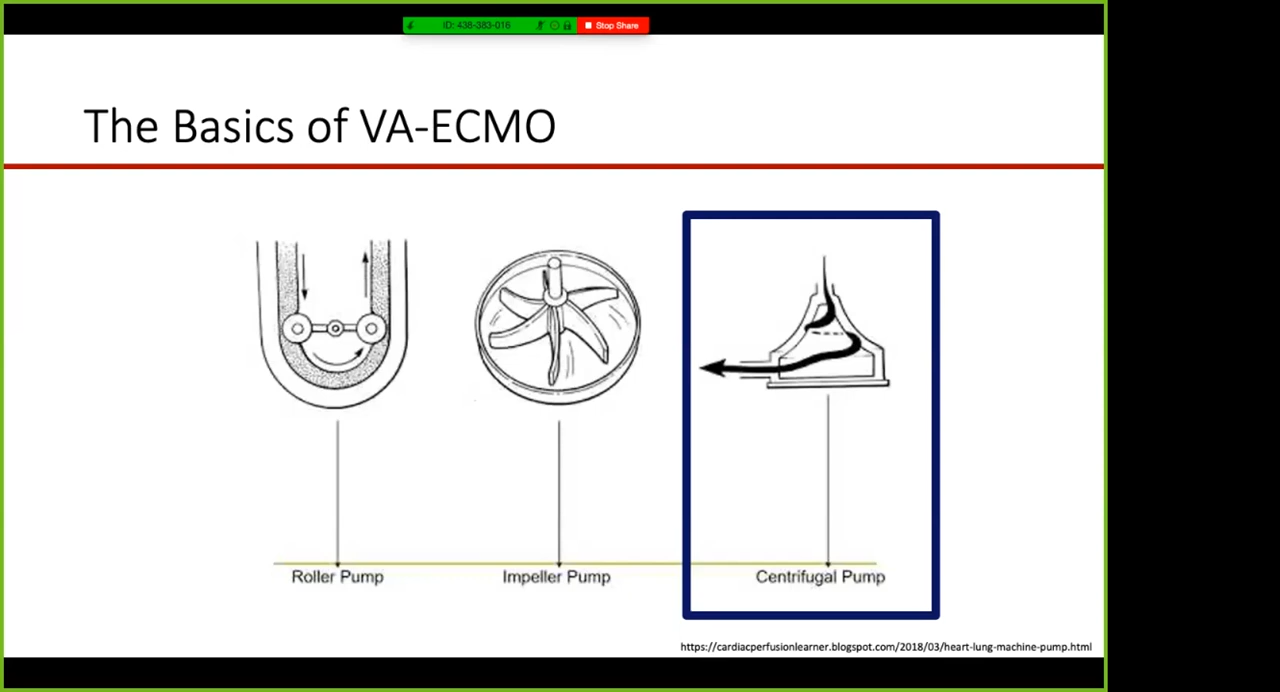 ID: 438-383-016
Stop Share
The Basics of VA-ECMO
Roller Pump
Impeller Pump
Centrifugal Pump
https://cardiacperfusionlearner.blogspot.com/2018/03/heart-lung-machine-pump.html